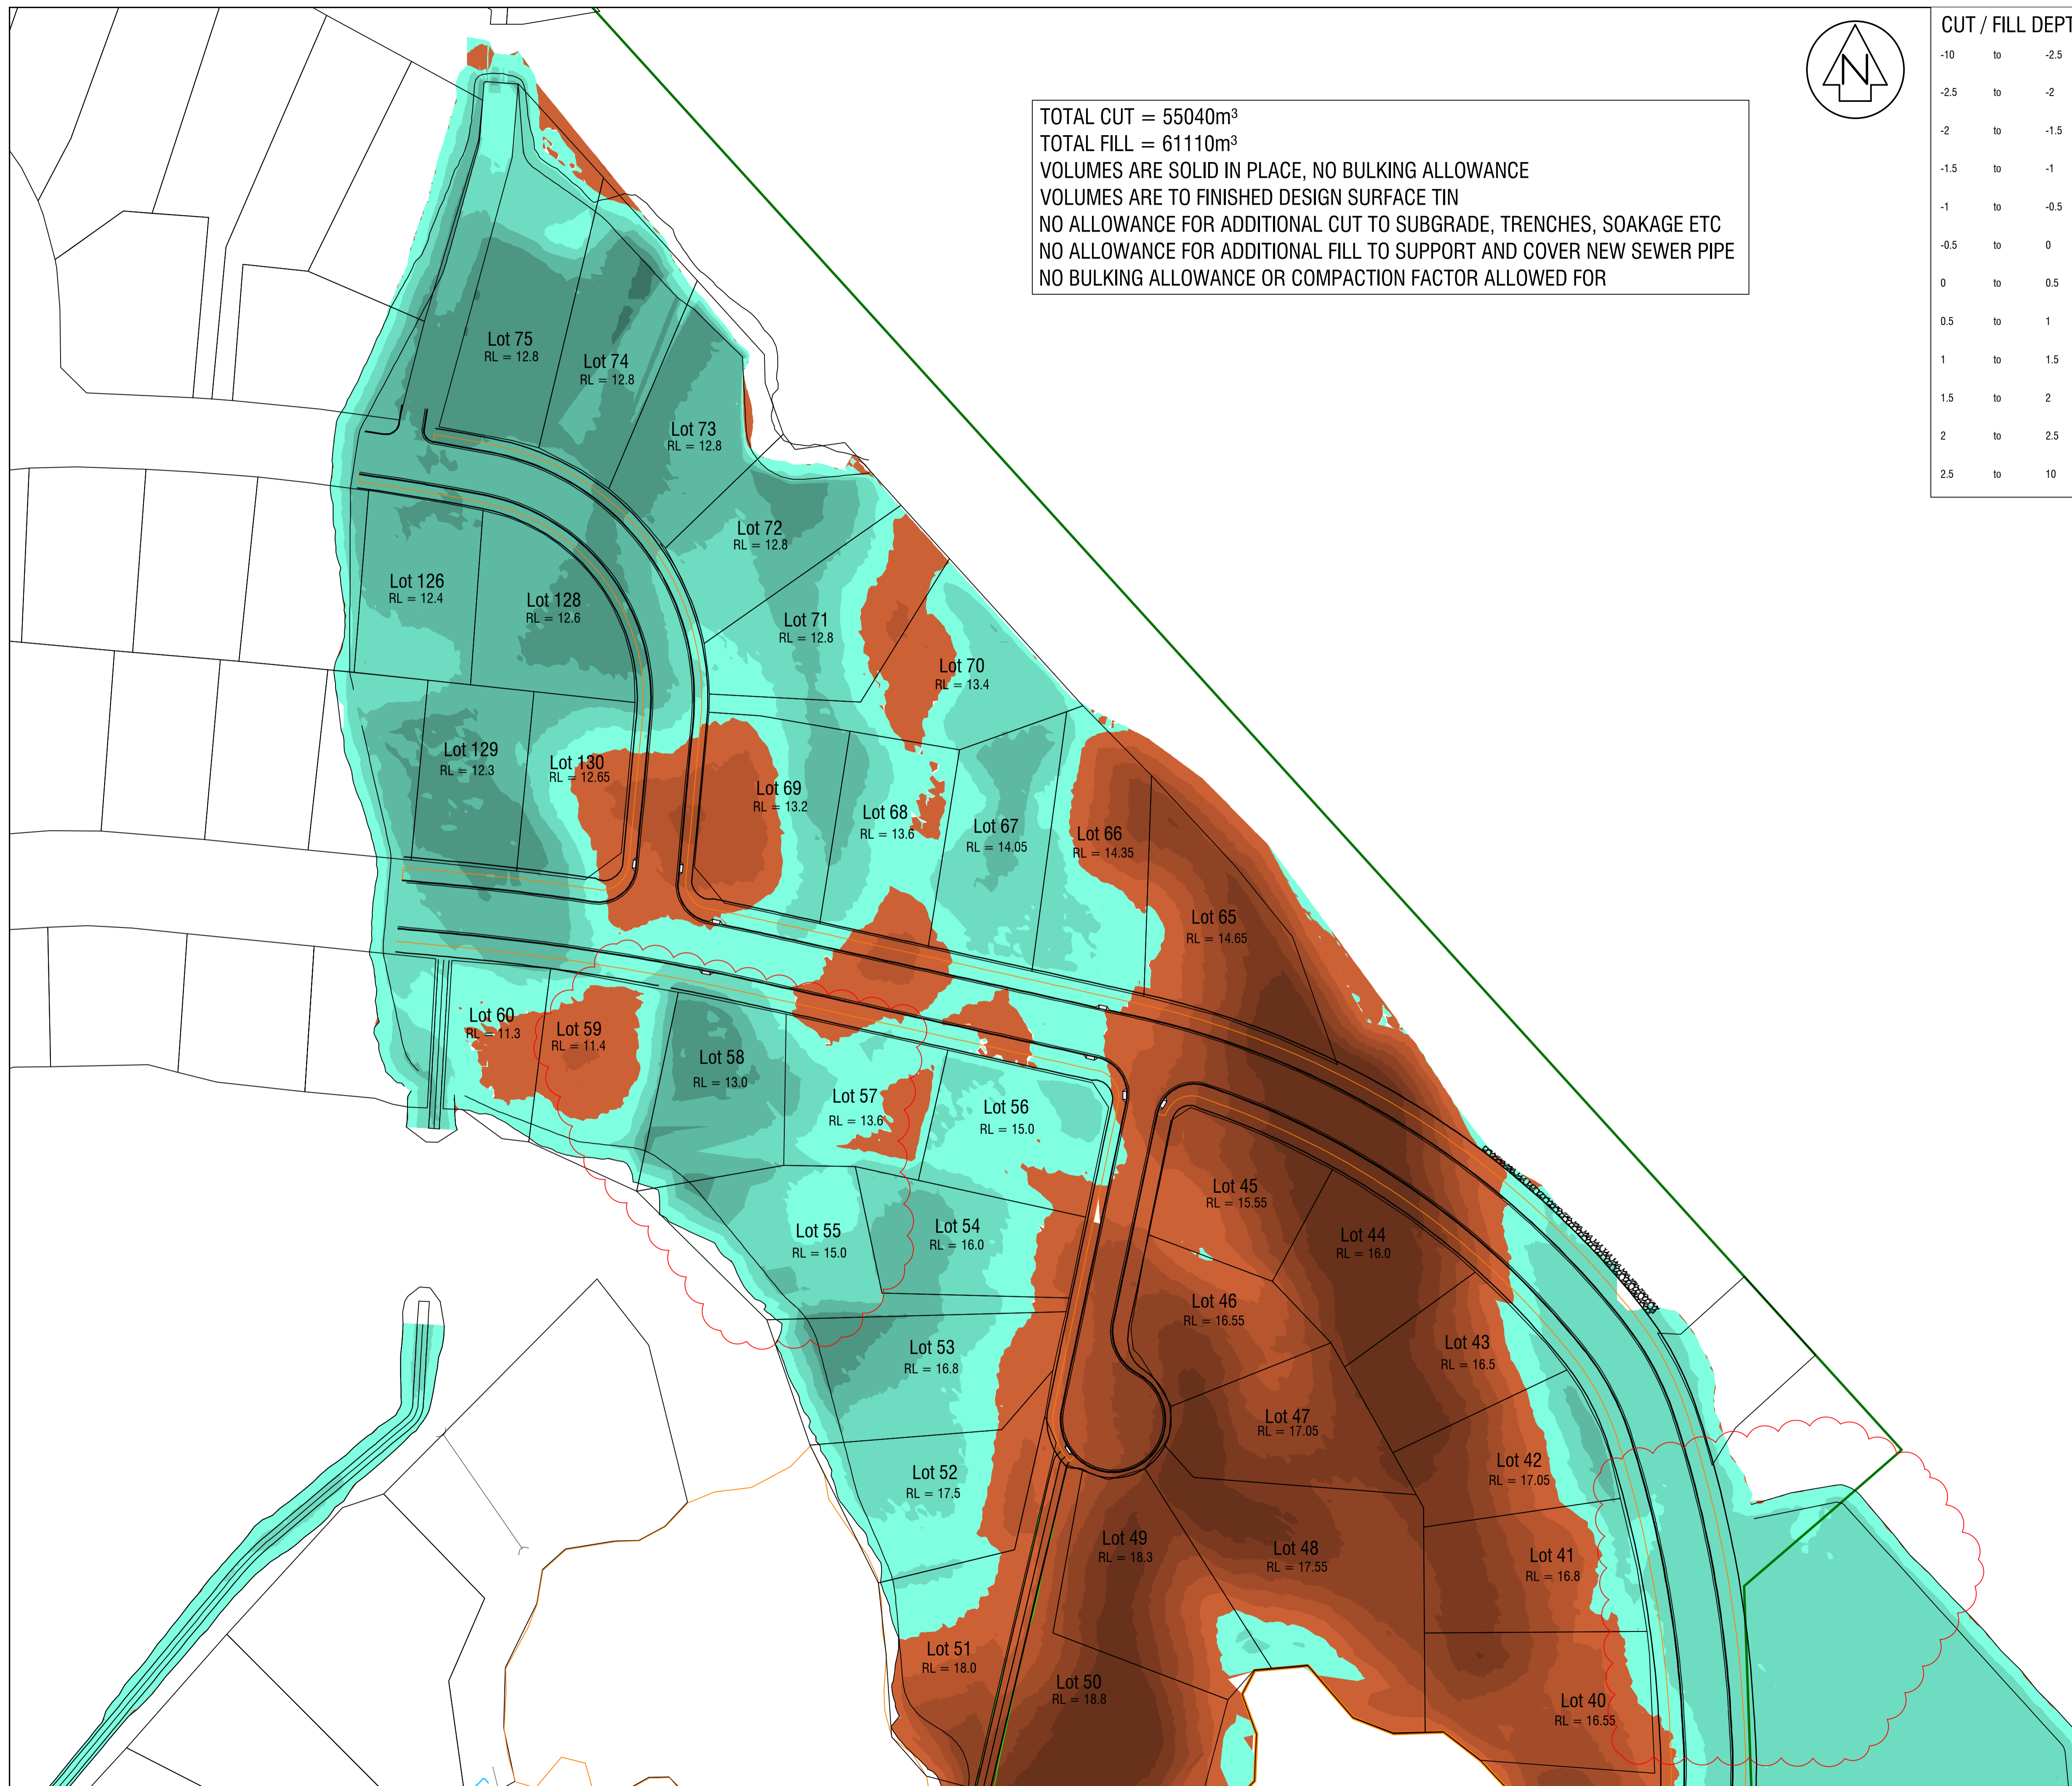 N
CUT / FILL DEPT
-10 to -2.5
-2.5 to -2
-2 to -1.5
-1.5 to -1
-1 to -0.5
-0.5 to 0
0 to 0.5
0.5 to 1
1 to 1.5
1.5 to 2
2 to 2.5
2.5 to 10
TOTAL CUT = 55040m³
TOTAL FILL = 61110m³
VOLUMES ARE SOLID IN PLACE, NO BULKING ALLOWANCE
VOLUMES ARE TO FINISHED DESIGN SURFACE TIN
NO ALLOWANCE FOR ADDITIONAL CUT TO SUBGRADE, TRENCHES, SOAKAGE ETC
NO ALLOWANCE FOR ADDITIONAL FILL TO SUPPORT AND COVER NEW SEWER PIPE
NO BULKING ALLOWANCE OR COMPACTION FACTOR ALLOWED FOR
Lot 75
RL = 12.8
Lot 74
RL = 12.8
Lot 73
RL = 12.8
Lot 72
RL = 12.8
Lot 126
RL = 12.4
Lot 128
RL = 12.6
Lot 71
RL = 12.8
Lot 70
RL = 13.4
Lot 129
RL = 12.3
Lot 130
RL = 12.65
Lot 69
RL = 13.2
Lot 68
RL = 13.6
Lot 67
RL = 14.05
Lot 66
RL = 14.35
Lot 65
RL = 14.65
Lot 60
RL = 11.3
Lot 59
RL = 11.4
Lot 58
RL = 13.0
Lot 57
RL = 13.6
Lot 56
RL = 15.0
Lot 55
RL = 15.0
Lot 54
RL = 16.0
Lot 45
RL = 15.55
Lot 44
RL = 16.0
Lot 46
RL = 16.55
Lot 53
RL = 16.8
Lot 43
RL = 16.5
Lot 47
RL = 17.05
Lot 52
RL = 17.5
Lot 42
RL = 17.05
Lot 49
RL = 18.3
Lot 48
RL = 17.55
Lot 41
RL = 16.8
Lot 51
RL = 18.0
Lot 50
RL = 18.8
Lot 40
RL = 16.55